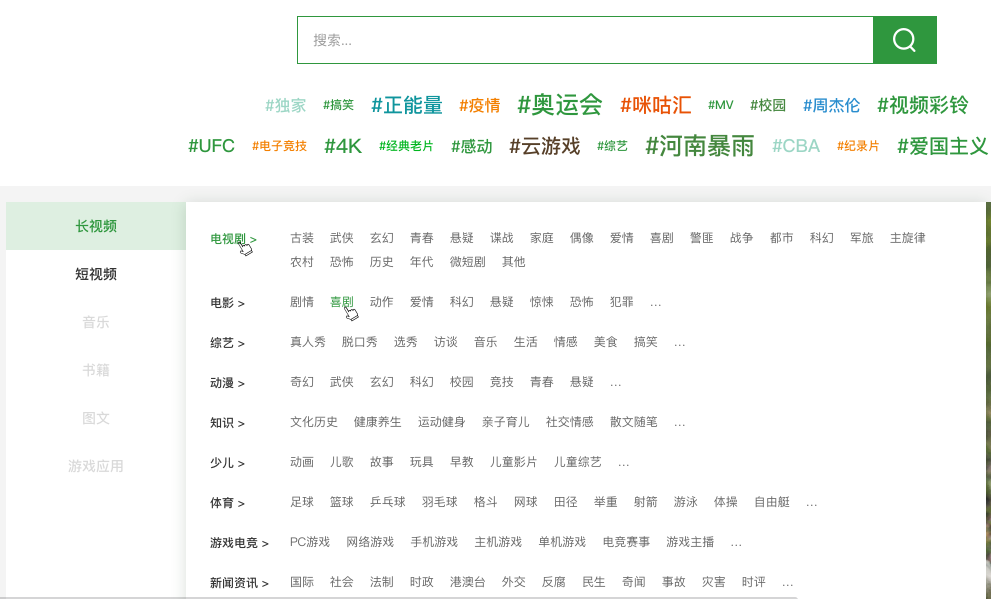 搜索...
#独家 #搞笑 #正能量 #疫情 #奥运会 #咪咕汇 #MV #校园 #周杰伦 #视频彩铃
#UFC #电子竞技 #4K #经典老片 #感动 #云游戏 #综艺 #河南暴雨 #CBA #纪录片 #爱国主义
长视频
短视频
音乐
书籍
图文
游戏应用
电视剧 > 古装 武侠 玄幻 青春 悬疑 谍战 家庭 偶像 爱情 喜剧 警匪 战争 都市 科幻 军旅 主旋律
农村 恐怖 历史 年代 微短剧 其他
电影 > 剧情 喜剧 动作 爱情 科幻 悬疑 惊悚 恐怖 犯罪 ...
综艺 > 真人秀 脱口秀 选秀 访谈 音乐 生活 情感 美食 搞笑 ...
动漫 > 奇幻 武侠 玄幻 科幻 校园 竞技 青春 悬疑 ...
知识 > 文化历史 健康养生 运动健身 亲子育儿 社交情感 散文随笔 ...
少儿 > 动画 儿歌 故事 玩具 早教 儿童影片 儿童综艺 ...
体育 > 足球 篮球 乒乓球 羽毛球 格斗 网球 田径 举重 射箭 游泳 体操 自由艇 ...
游戏电竞 > PC游戏 网络游戏 手机游戏 主机游戏 单机游戏 电竞赛事 游戏主播 ...
新闻资讯 > 国际 社会 法制 时政 港澳台 外交 反腐 民生 奇闻 事故 灾害 时评 ...